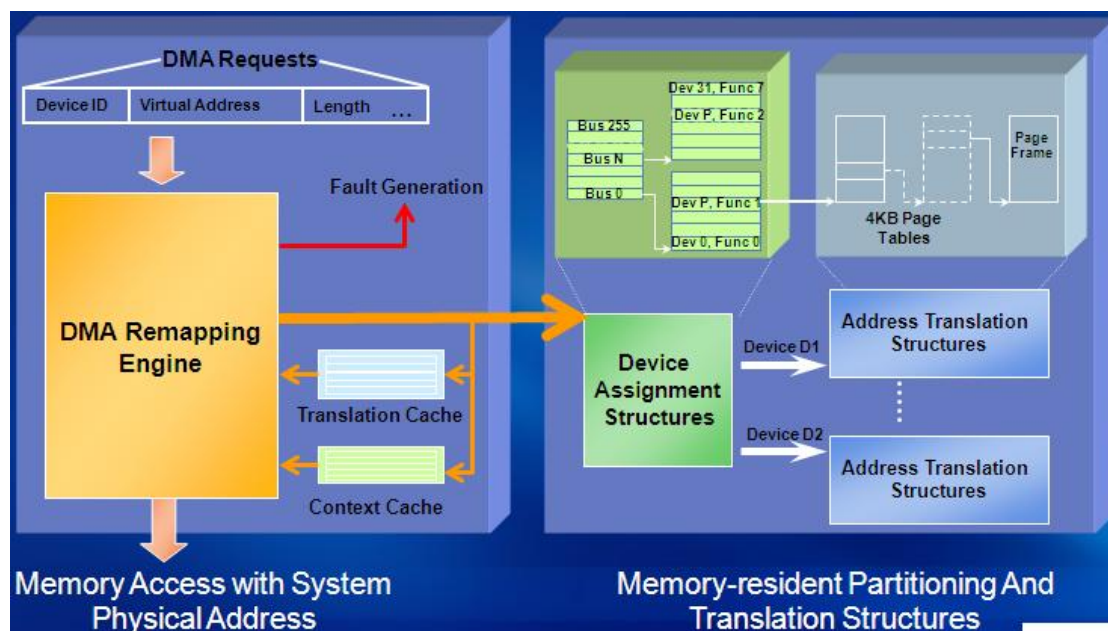 DMA Requests
Device ID
Virtual Address
Length ...
Fault Generation
DMA Remapping
Engine
Translation Cache
Context Cache
Memory Access with System
Physical Address
Bus 255
Bus N
Bus 0
Dev 31, Func 7
Dev P, Func 2
Dev P, Func 1
Dev 0, Func 0
Page
Frame
4KB Page
Tables
Device
Assignment
Structures
Device D1
Device D2
Address Translation
Structures
Address Translation
Structures
Memory-resident Partitioning And
Translation Structures